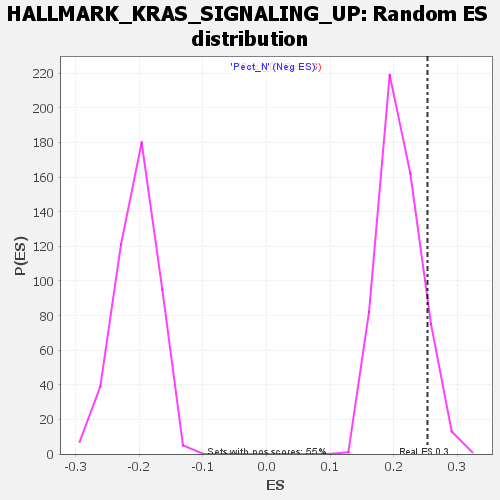 HALLMARK_KRAS_SIGNALING_UP: Random ES
distribution
'Pect_N' (Neg ES)
220
200
180
160
140
120
100
80
60
40
20
0
P(ES)
Sets with pos scores: 55%
Real ES 0.3
-0.3 -0.2 -0.1 0.0 0.1 0.2 0.3
ES